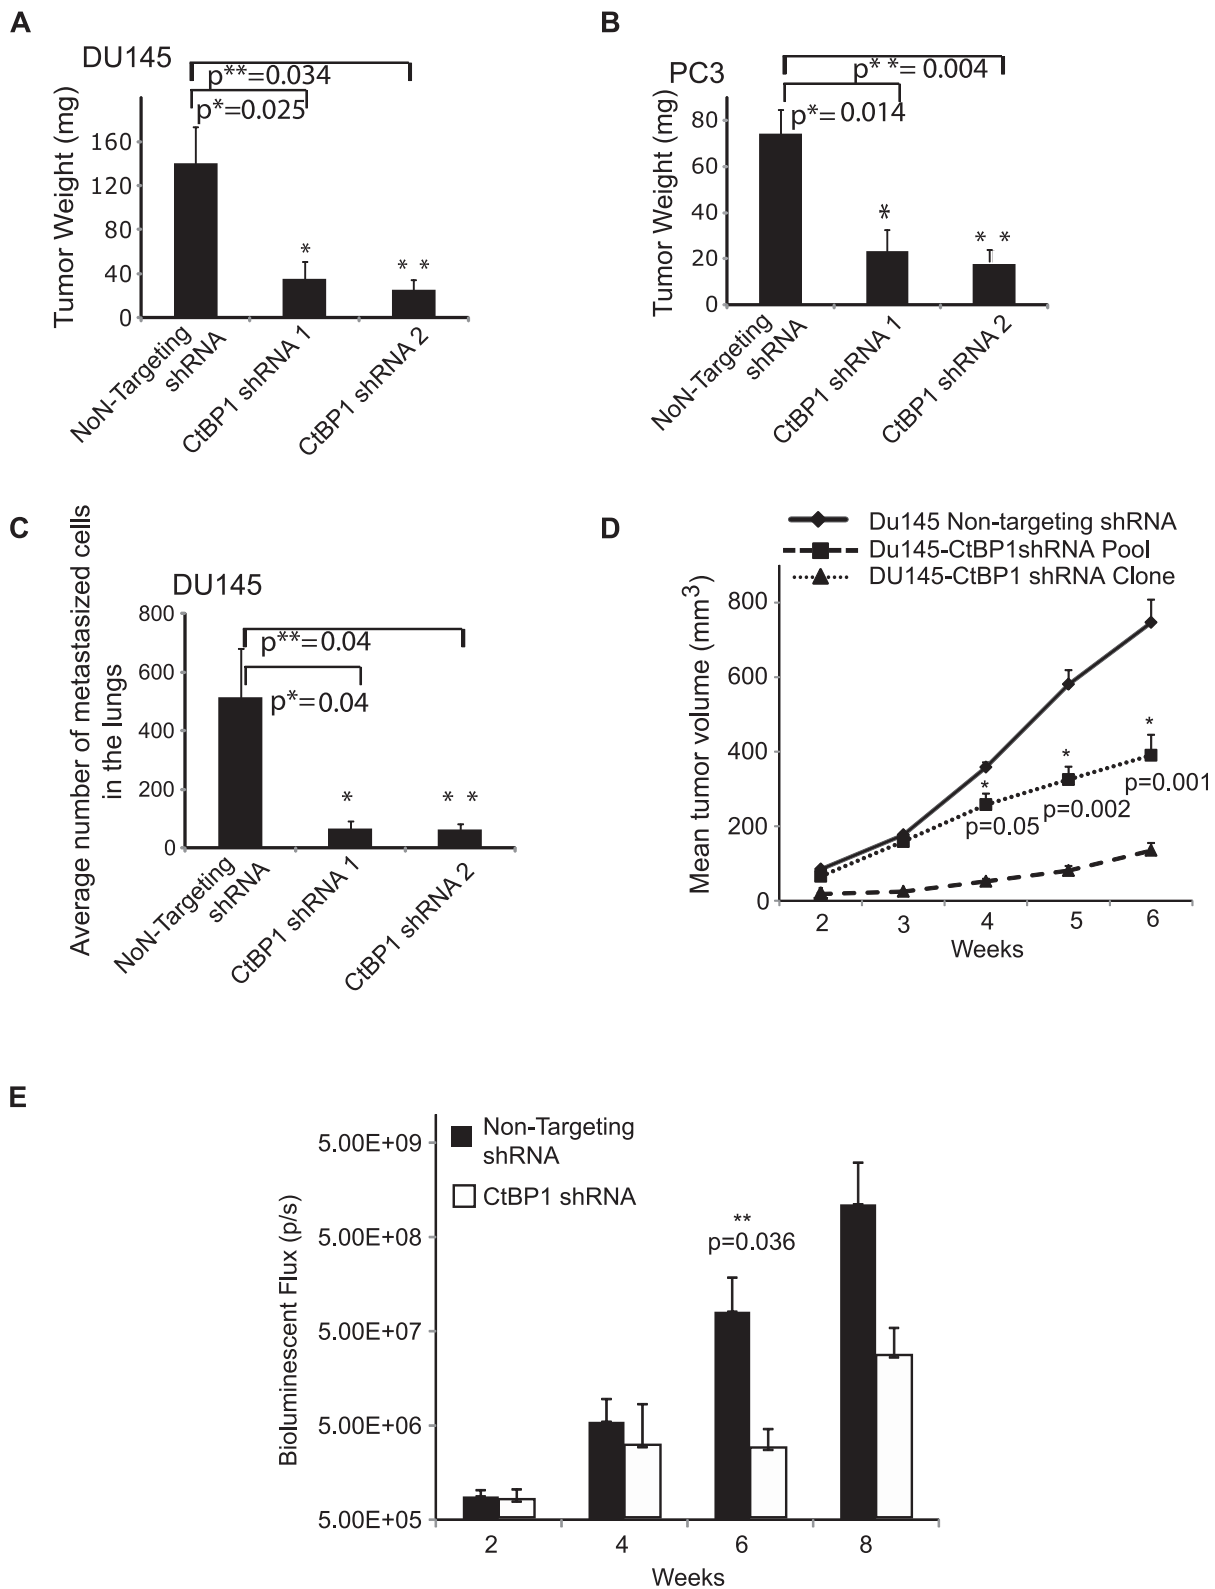 A
DU145
p**=0.034
p*=0.025
Tumor Weight (mg)
160
120
80
40
0
*
* *
NoN-Targeting
shRNA
CtBP1 shRNA 1
CtBP1 shRNA 2
B
PC3
p* *= 0.004
p*= 0.014
Tumor Weight (mg)
80
60
40
20
0
*
* *
NoN-Targeting
shRNA
CtBP1 shRNA 1
CtBP1 shRNA 2
C
DU145
Average number of metastasized cells
in the lungs
800
600
400
200
0
p**=0.04
p*=0.04
*
* *
NoN-Targeting
shRNA
CtBP1 shRNA 1
CtBP1 shRNA 2
D
Du145 Non-targeting shRNA
Du145-CtBP1shRNA Pool
DU145-CtBP1 shRNA Clone
Mean tumor volume (mm3)
800
600
400
200
0
*
p=0.05
*
p=0.002
*
p=0.001
2
3
4
5
6
Weeks
E
Non-Targeting
shRNA
CtBP1 shRNA
Bioluminescent Flux (p/s)
5.00E+09
5.00E+08
5.00E+07
5.00E+06
5.00E+05
**
p=0.036
2
4
6
8
Weeks